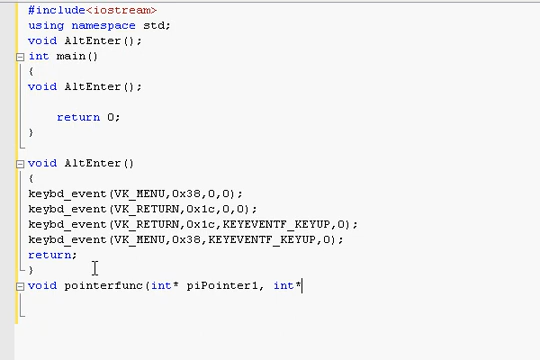 #include<iostream>
using namespace std;
void AltEnter();
int main()
{
void AltEnter();
return 0;
}
void AltEnter()
{
keybd_event(VK_MENU,0x38,0,0);
keybd_event(VK_RETURN,0x1c,0,0);
keybd_event(VK_RETURN,0x1c,KEYEVENTF_KEYUP,0);
keybd_event(VK_MENU,0x38,KEYEVENTF_KEYUP,0);
return;
}
void pointerfunc(int* piPointer1, int*